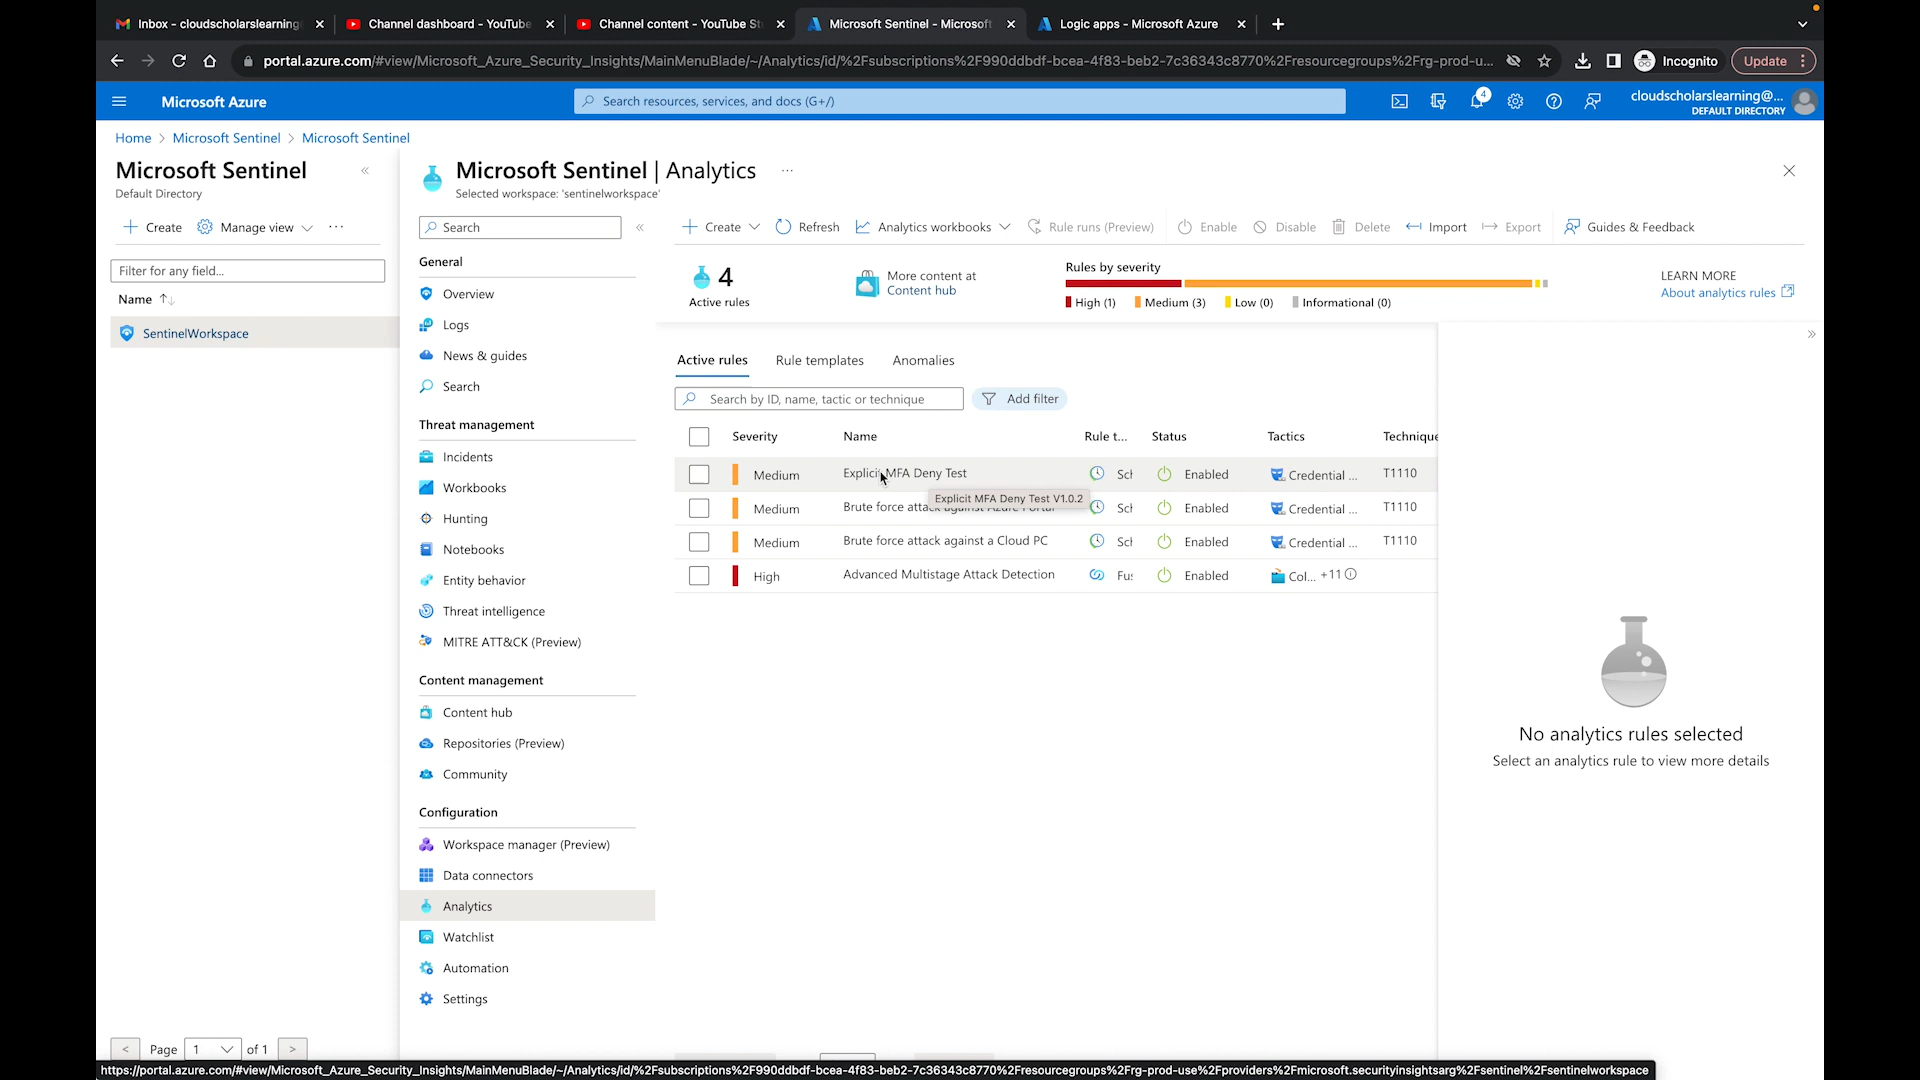 Inbox - cloudscholarslearning
Channel dashboard - YouTube
Channel content - YouTube St
Microsoft Sentinel - Microsoft
Logic apps - Microsoft Azure
portal.azure.com/#view/Microsoft_Azure_Security_Insights/MainMenuBlade/~/Analytics/id/%2Fsubscriptions%2F990ddbdf-bcea-4f83-beb2-7c36343c8770%2Fresourcegroups%2Frg-prod-u...
Incognito
Update
Microsoft Azure
Search resources, services, and docs (G+/)
4
cloudscholarslearning@...
DEFAULT DIRECTORY
Home > Microsoft Sentinel > Microsoft Sentinel
Microsoft Sentinel
Default Directory
Create
Manage view
Filter for any field...
Name
SentinelWorkspace
< Page 1 of 1 >
Microsoft Sentinel | Analytics
Selected workspace: 'sentinelworkspace'
Search
General
Overview
Logs
News & guides
Search
Threat management
Incidents
Workbooks
Hunting
Notebooks
Entity behavior
Threat intelligence
MITRE ATT&CK (Preview)
Content management
Content hub
Repositories (Preview)
Community
Configuration
Workspace manager (Preview)
Data connectors
Analytics
Watchlist
Automation
Settings
Create Refresh Analytics workbooks Rule runs (Preview) Enable Disable Delete Import Export Guides & Feedback
4
Active rules
More content at
Content hub
Rules by severity
High (1) Medium (3) Low (0) Informational (0)
LEARN MORE
About analytics rules
Active rules Rule templates Anomalies
Search by ID, name, tactic or technique
Add filter
Severity Name Rule t... Status Tactics Technique
Medium Explicit MFA Deny Test Sch Enabled Credential ... T1110
Explicit MFA Deny Test V1.0.2
Medium Brute force attack against Azure Portal Sch Enabled Credential ... T1110
Medium Brute force attack against a Cloud PC Sch Enabled Credential ... T1110
High Advanced Multistage Attack Detection Fus Enabled Col... +11
No analytics rules selected
Select an analytics rule to view more details
https://portal.azure.com/#view/Microsoft_Azure_Security_Insights/MainMenuBlade/~/Analytics/id/%2Fsubscriptions%2F990ddbdf-bcea-4f83-beb2-7c36343c8770%2Fresourcegroups%2Frg-prod-use%2Fproviders%2Fmicrosoft.securityinsightsarg%2Fsentinel%2Fsentinelworkspace